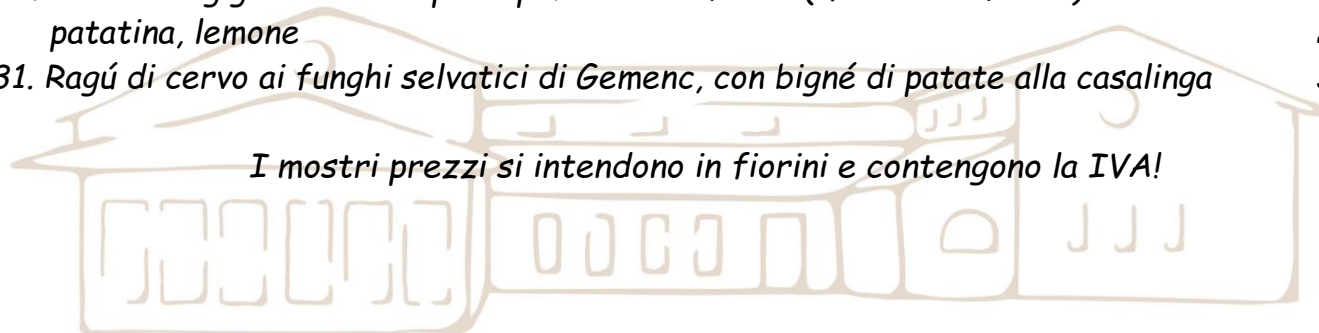 patatina, lemone
31. Ragú di cervo ai funghi selvatici di Gemenc, con bigné di patate alla casalinga
I mostri prezzi si intendono in fiorini e contengono la IVA!